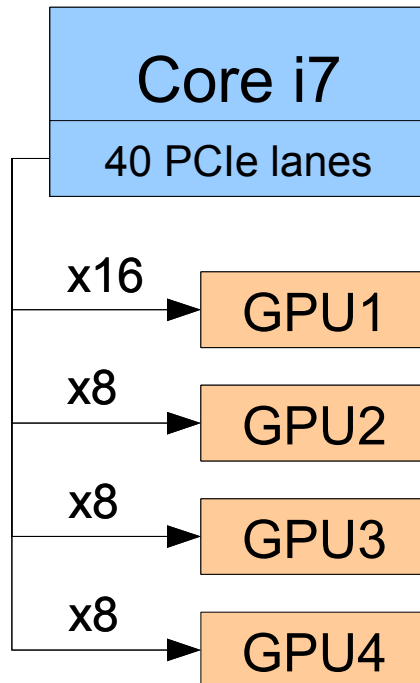 Core i7
40 PCIe lanes
x16
GPU1
x8
GPU2
x8
GPU3
x8
GPU4